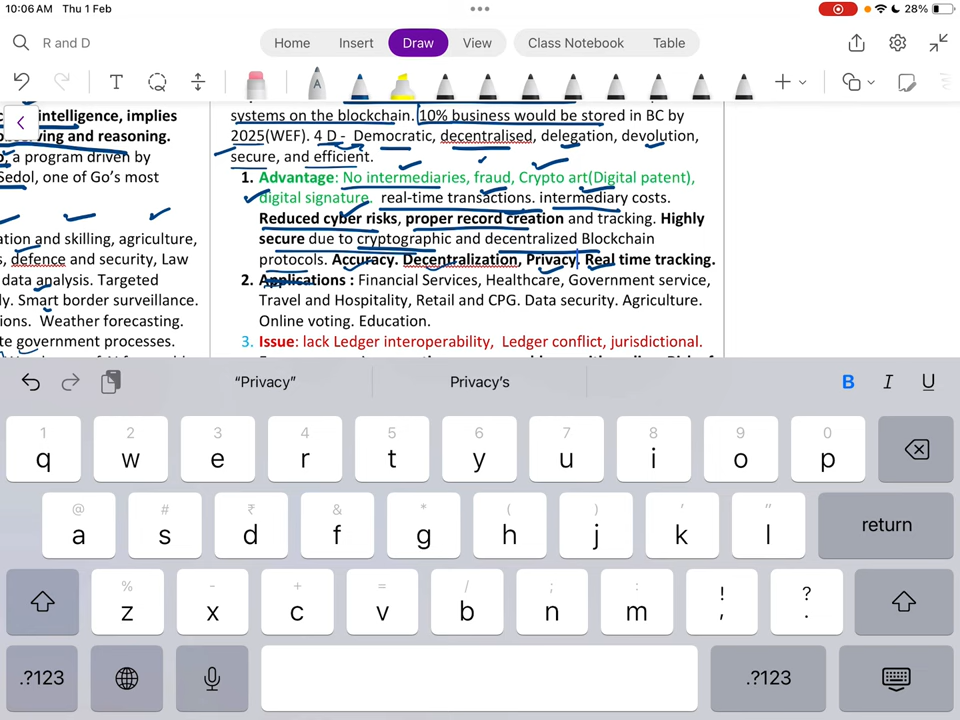 10:06 AM Thu 1 Feb
28%
R and D
Home Insert Draw View Class Notebook Table
T
A
intelligence, implies
ving and reasoning.
a program driven by
Sedol, one of Go's most
ation and skilling, agriculture,
defence and security, Law
data analysis. Targeted
ly. Smart border surveillance.
ions. Weather forecasting.
te government processes.
systems on the blockchain. 10% business would be stored in BC by
2025(WEF). 4 D - Democratic, decentralised, delegation, devolution,
secure, and efficient.
1. Advantage: No intermediaries, fraud, Crypto art(Digital patent),
digital signature. real-time transactions. intermediary costs.
Reduced cyber risks, proper record creation and tracking. Highly
secure due to cryptographic and decentralized Blockchain
protocols. Accuracy. Decentralization, Privacy. Real time tracking.
2. Applications : Financial Services, Healthcare, Government service,
Travel and Hospitality, Retail and CPG. Data security. Agriculture.
Online voting. Education.
3. Issue: lack Ledger interoperability, Ledger conflict, jurisdictional.
“Privacy” Privacy's B I U
1 2 3 4 5 6 7 8 9 0
q w e r t y u i o p
@ # ₹ & * ( ) ' "
a s d f g h j k l return
% - + = / ; : ! ?
z x c v b n m , .
.?123 .?123